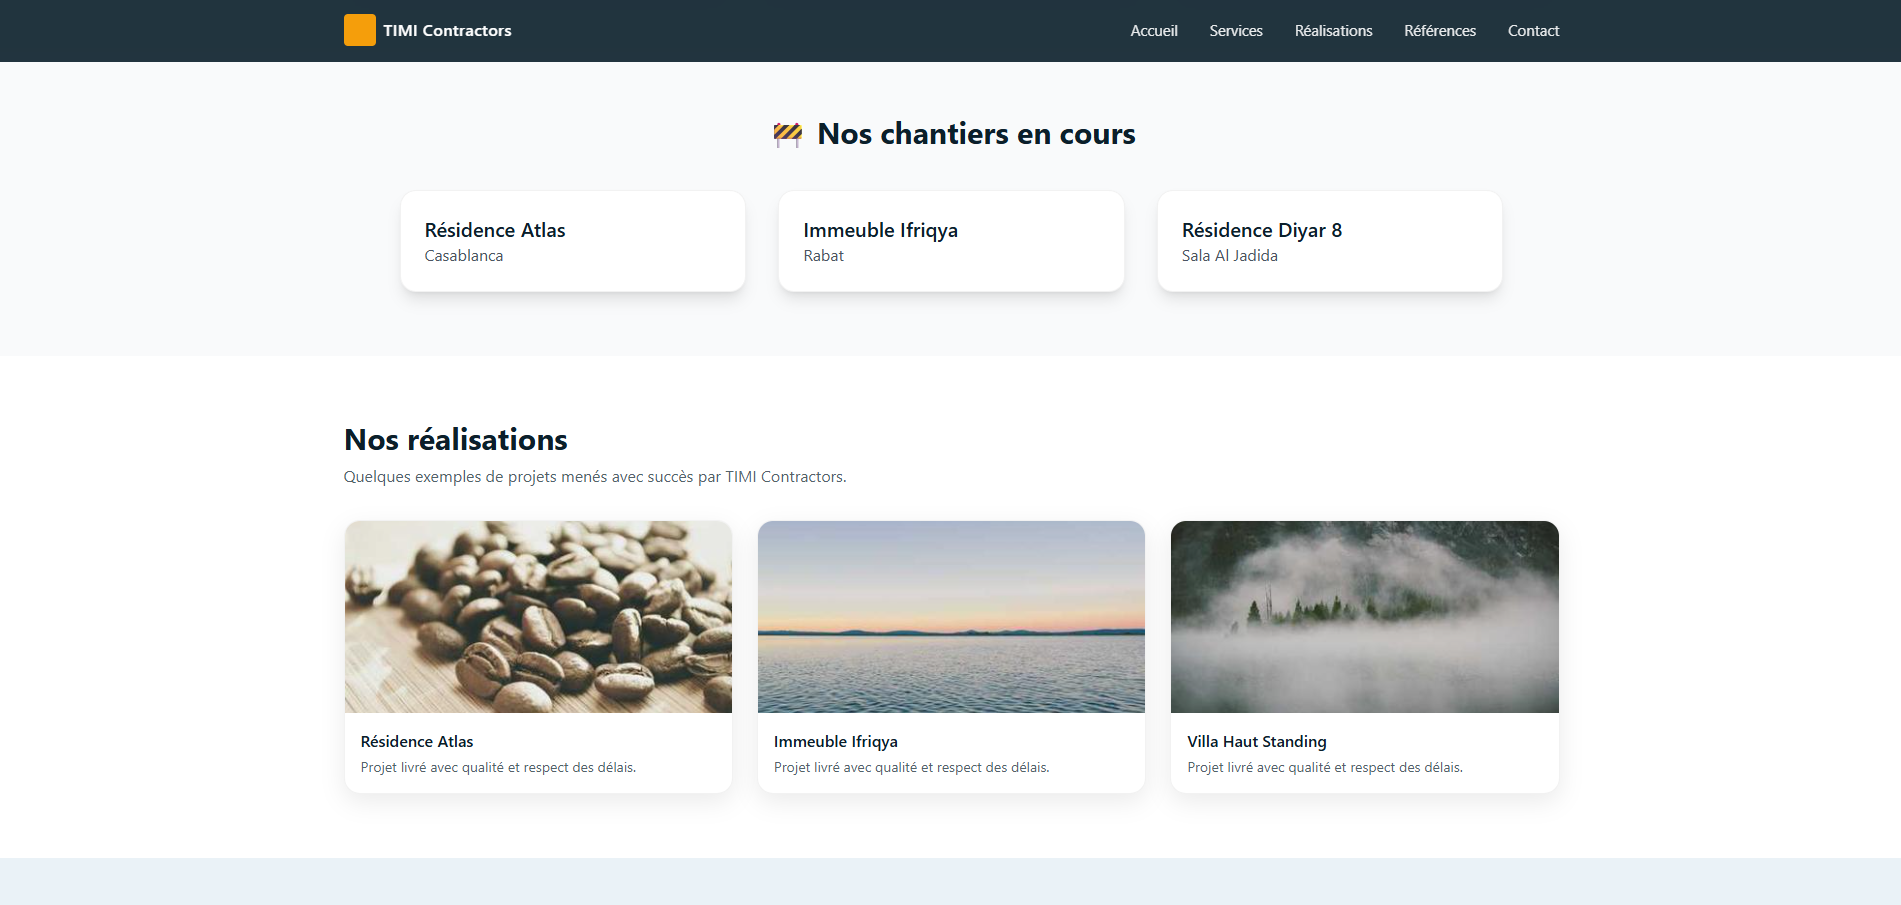 TIMI Contractors
Accueil Services Réalisations Références Contact
🚧 Nos chantiers en cours
Résidence Atlas
Casablanca
Immeuble Ifriqya
Rabat
Résidence Diyar 8
Sala Al Jadida
Nos réalisations
Quelques exemples de projets menés avec succès par TIMI Contractors.
Résidence Atlas
Projet livré avec qualité et respect des délais.
Immeuble Ifriqya
Projet livré avec qualité et respect des délais.
Villa Haut Standing
Projet livré avec qualité et respect des délais.